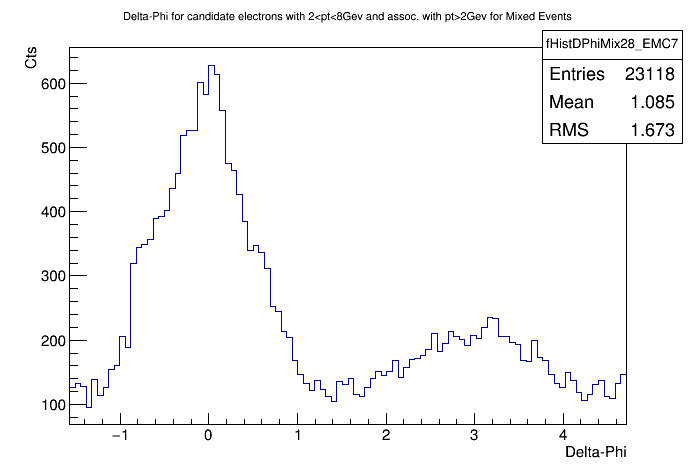 Delta-Phi for candidate electrons with 2<pt<8Gev and assoc. with pt>2Gev for Mixed Events
Cts
fHistDPhiMix28_EMC7
Entries 23118
Mean 1.085
RMS 1.673
600
500
400
300
200
100
−1 0 1 2 3 4
Delta-Phi